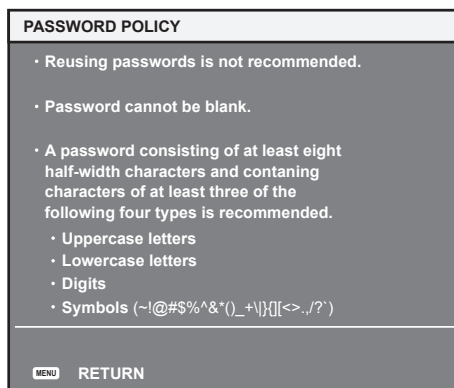 PASSWORD POLICY
・Reusing passwords is not recommended.
・Password cannot be blank.
・A password consisting of at least eight
half-width characters and contaning
characters of at least three of the
following four types is recommended.
・Uppercase letters
・Lowercase letters
・Digits
・Symbols (~!@#$%^&*()_+\|}{][<>.,/?`)
MENU RETURN